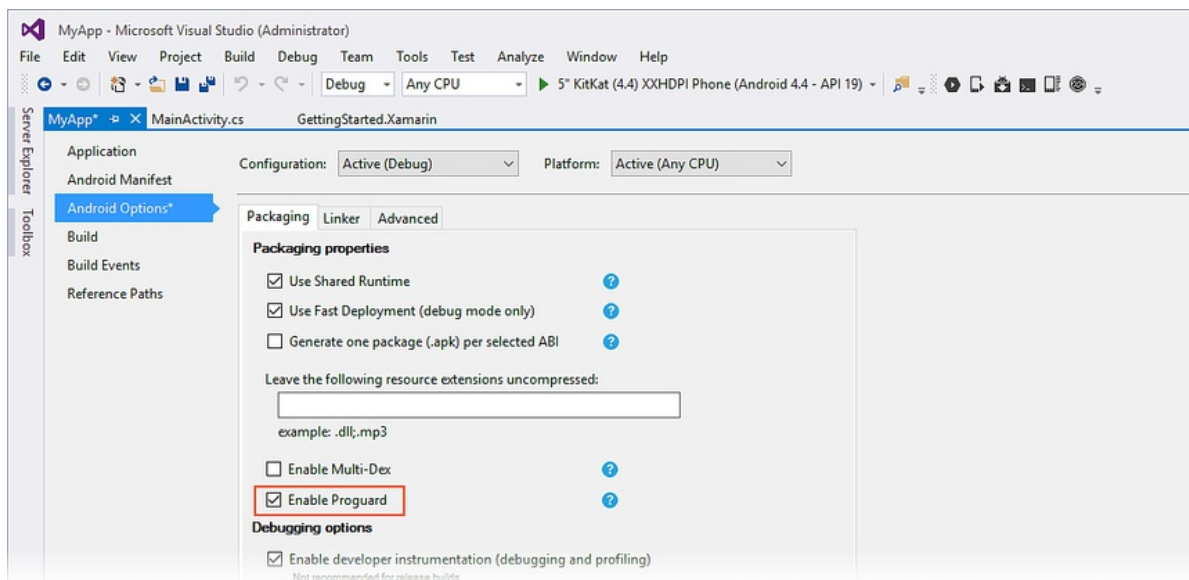 MyApp - Microsoft Visual Studio (Administrator)
File Edit View Project Build Debug Team Tools Test Analyze Window Help
Debug Any CPU 5" KitKat (4.4) XXHDPI Phone (Android 4.4 - API 19)
Server Explorer
Toolbox
MyApp* MainActivity.cs GettingStarted.Xamarin
Application
Android Manifest
Android Options*
Build
Build Events
Reference Paths
Configuration: Active (Debug) Platform: Active (Any CPU)
Packaging Linker Advanced
Packaging properties
Use Shared Runtime ?
Use Fast Deployment (debug mode only) ?
Generate one package (.apk) per selected ABI ?
Leave the following resource extensions uncompressed:
example: .dll;.mp3
Enable Multi-Dex ?
Enable Proguard ?
Debugging options
Enable developer instrumentation (debugging and profiling)
Not recommended for release builds